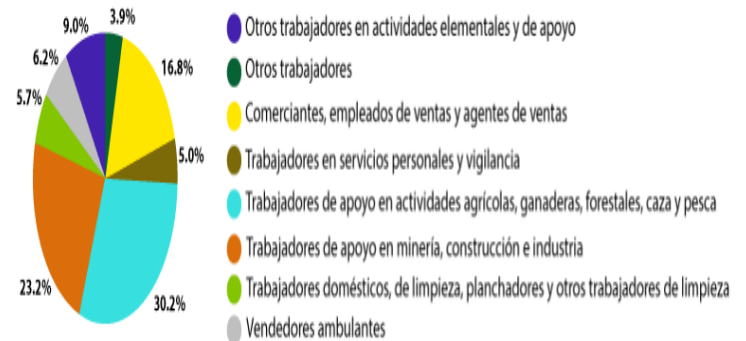 9.0%
3.9%
6.2%
16.8%
5.7%
5.0%
23.2%
30.2%
Otros trabajadores en actividades elementales y de apoyo
Otros trabajadores
Comerciantes, empleados de ventas y agentes de ventas
Trabajadores en servicios personales y vigilancia
Trabajadores de apoyo en actividades agrícolas, ganaderas, forestales, caza y pesca
Trabajadores de apoyo en minería, construcción e industria
Trabajadores domésticos, de limpieza, planchadores y otros trabajadores de limpieza
Vendedores ambulantes